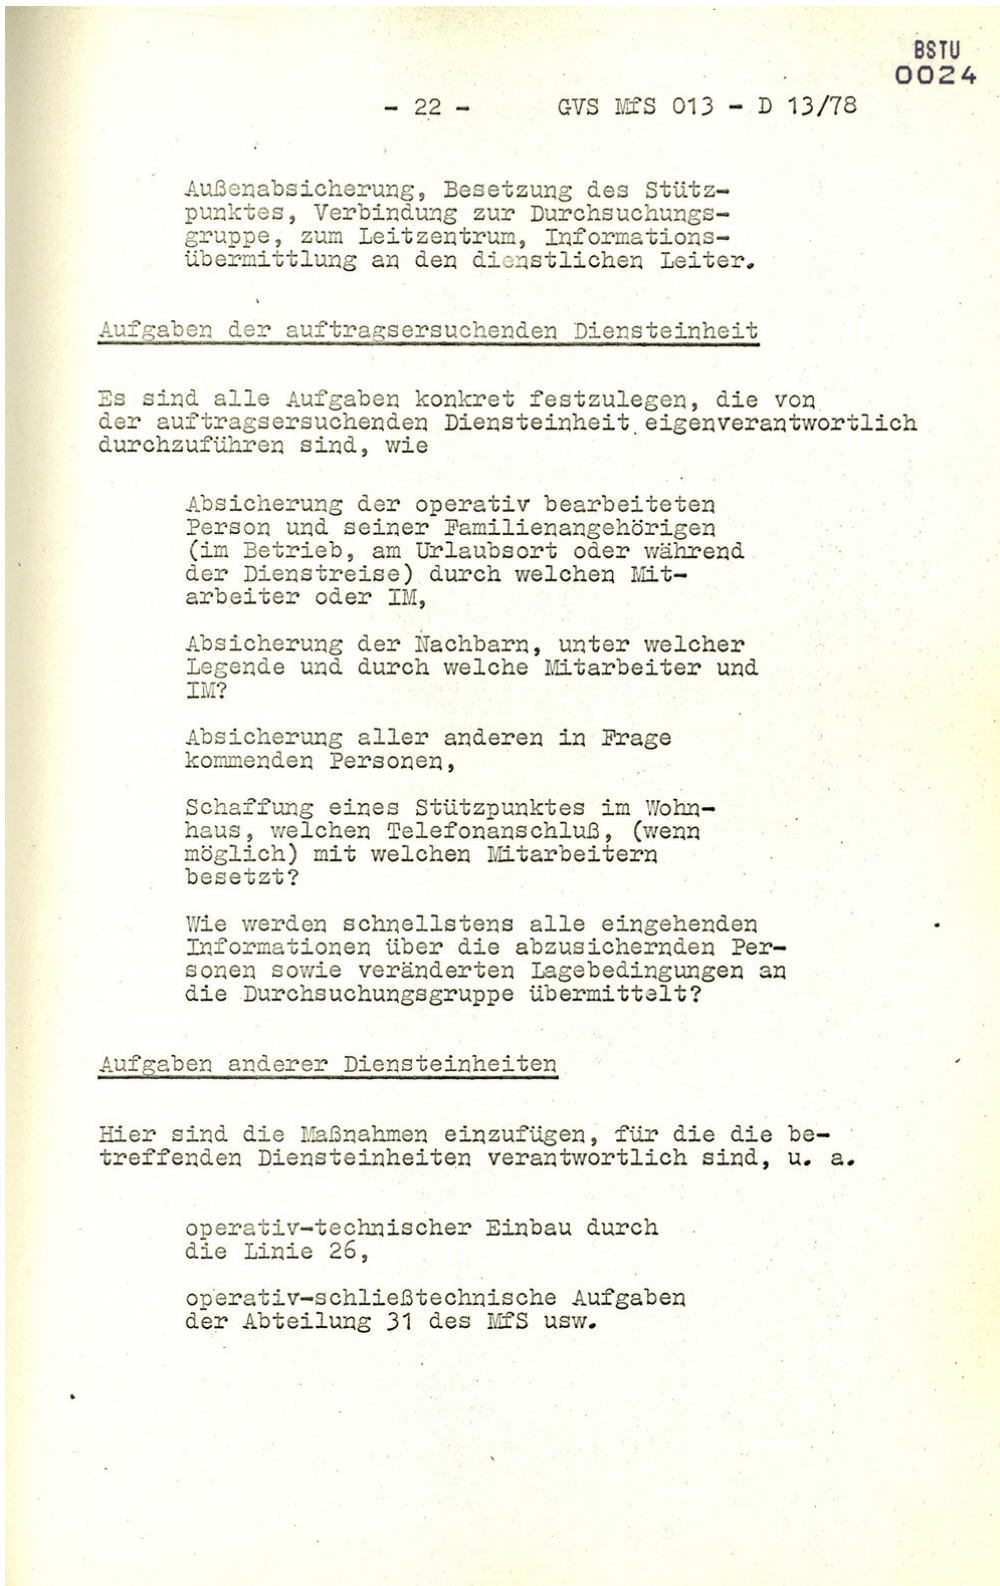 BSTU
0024
- 22 - GVS MfS 013 - D 13/78
Außenabsicherung, Besetzung des Stütz-
punktes, Verbindung zur Durchsuchungs-
gruppe, zum Leitzentrum, Informations-
übermittlung an den dienstlichen Leiter.
Aufgaben der auftragsersuchenden Diensteinheit
Es sind alle Aufgaben konkret festzulegen, die von
der auftragsersuchenden Diensteinheit eigenverantwortlich
durchzuführen sind, wie
Absicherung der operativ bearbeiteten
Person und seiner Familienangehörigen
(im Betrieb, am Urlaubsort oder während
der Dienstreise) durch welchen Mit-
arbeiter oder IM,
Absicherung der Nachbarn, unter welcher
Legende und durch welche Mitarbeiter und
IM?
Absicherung aller anderen in Frage
kommenden Personen,
Schaffung eines Stützpunktes im Wohn-
haus, welchen Telefonanschluß, (wenn
möglich) mit welchen Mitarbeitern
besetzt?
Wie werden schnellstens alle eingehenden
Informationen über die abzusichernden Per-
sonen sowie veränderten Lagebedingungen an
die Durchsuchungsgruppe übermittelt?
Aufgaben anderer Diensteinheiten
Hier sind die Maßnahmen einzufügen, für die die be-
treffenden Diensteinheiten verantwortlich sind, u. a.
operativ-technischer Einbau durch
die Linie 26,
operativ-schließtechnische Aufgaben
der Abteilung 31 des MfS usw.